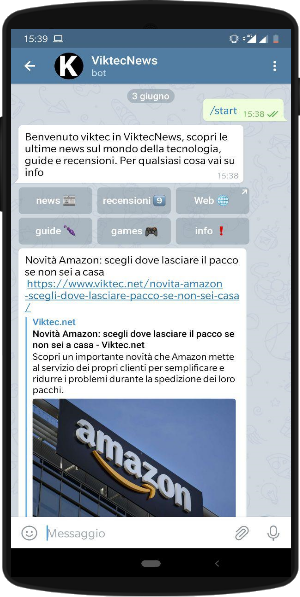 15:39
ViktecNews
bot
3 giugno
/start 15:38
Benvenuto viktec in ViktecNews, scopri le
ultime news sul mondo della tecnologia,
guide e recensioni. Per qualsiasi cosa vai su
info
15:38
news recensioni Web
guide games info
Novità Amazon: scegli dove lasciare il pacco
se non sei a casa
https://www.viktec.net/novita-amazon
-scegli-dove-lasciare-pacco-se-non-sei-casa
/
Viktec.net
Novità Amazon: scegli dove lasciare il pacco se
non sei a casa - Viktec.net
Scopri un importante novità che Amazon mette
al servizio dei propri clienti per semplificare e
ridurre i problemi durante la spedizione dei loro
pacchi.
amazon
Messaggio